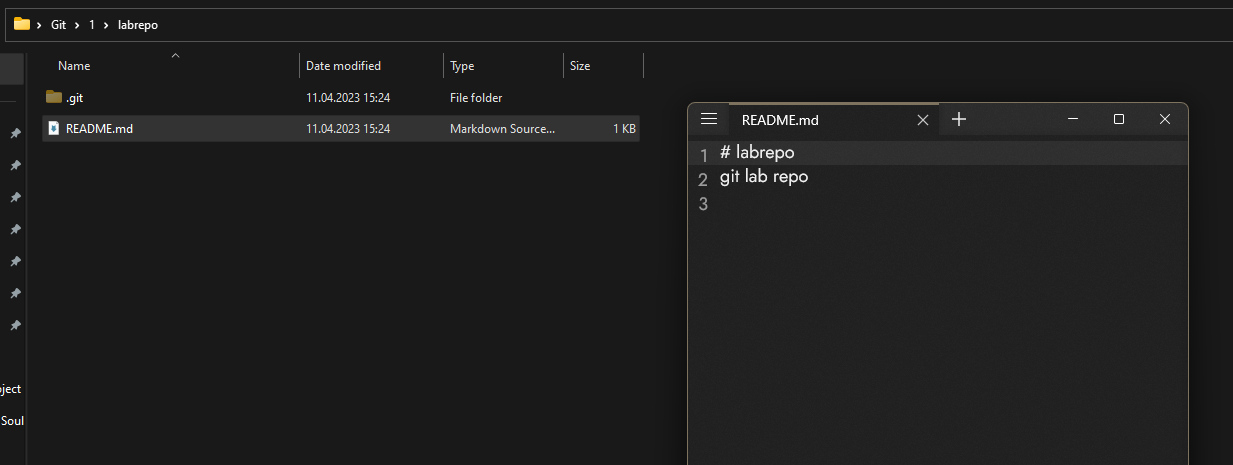 Git > 1 > labrepo
Name Date modified Type Size
.git 11.04.2023 15:24 File folder
README.md 11.04.2023 15:24 Markdown Source... 1 KB
README.md
1 # labrepo
2 git lab repo
3
oject
Soul